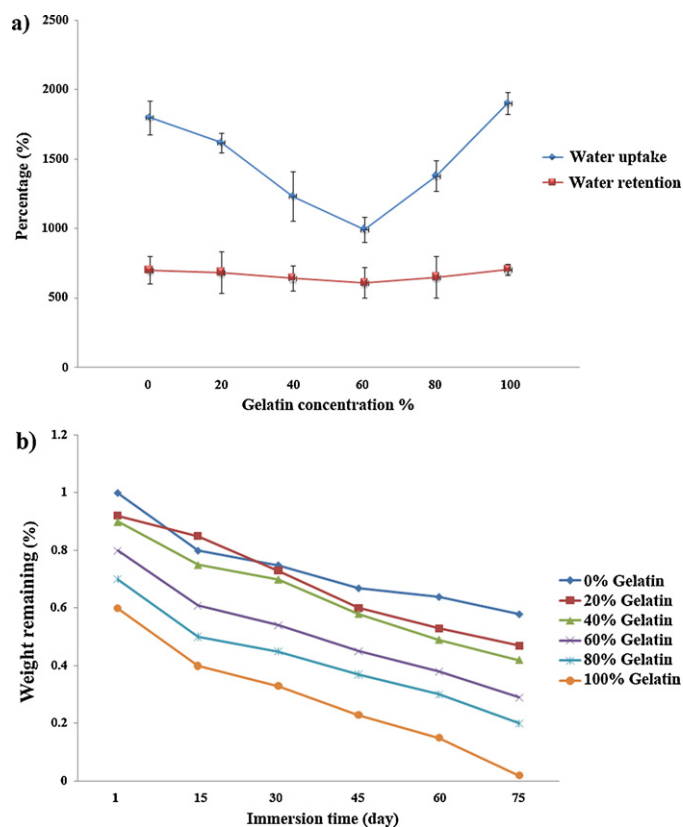 a)
2500
2000
1500
1000
500
0
Percentage (%)
0 20 40 60 80 100
Gelatin concentration %
Water uptake
Water retention
b)
1.2
1
0.8
0.6
0.4
0.2
0
Weight remaining (%)
1 15 30 45 60 75
Immersion time (day)
0% Gelatin
20% Gelatin
40% Gelatin
60% Gelatin
80% Gelatin
100% Gelatin